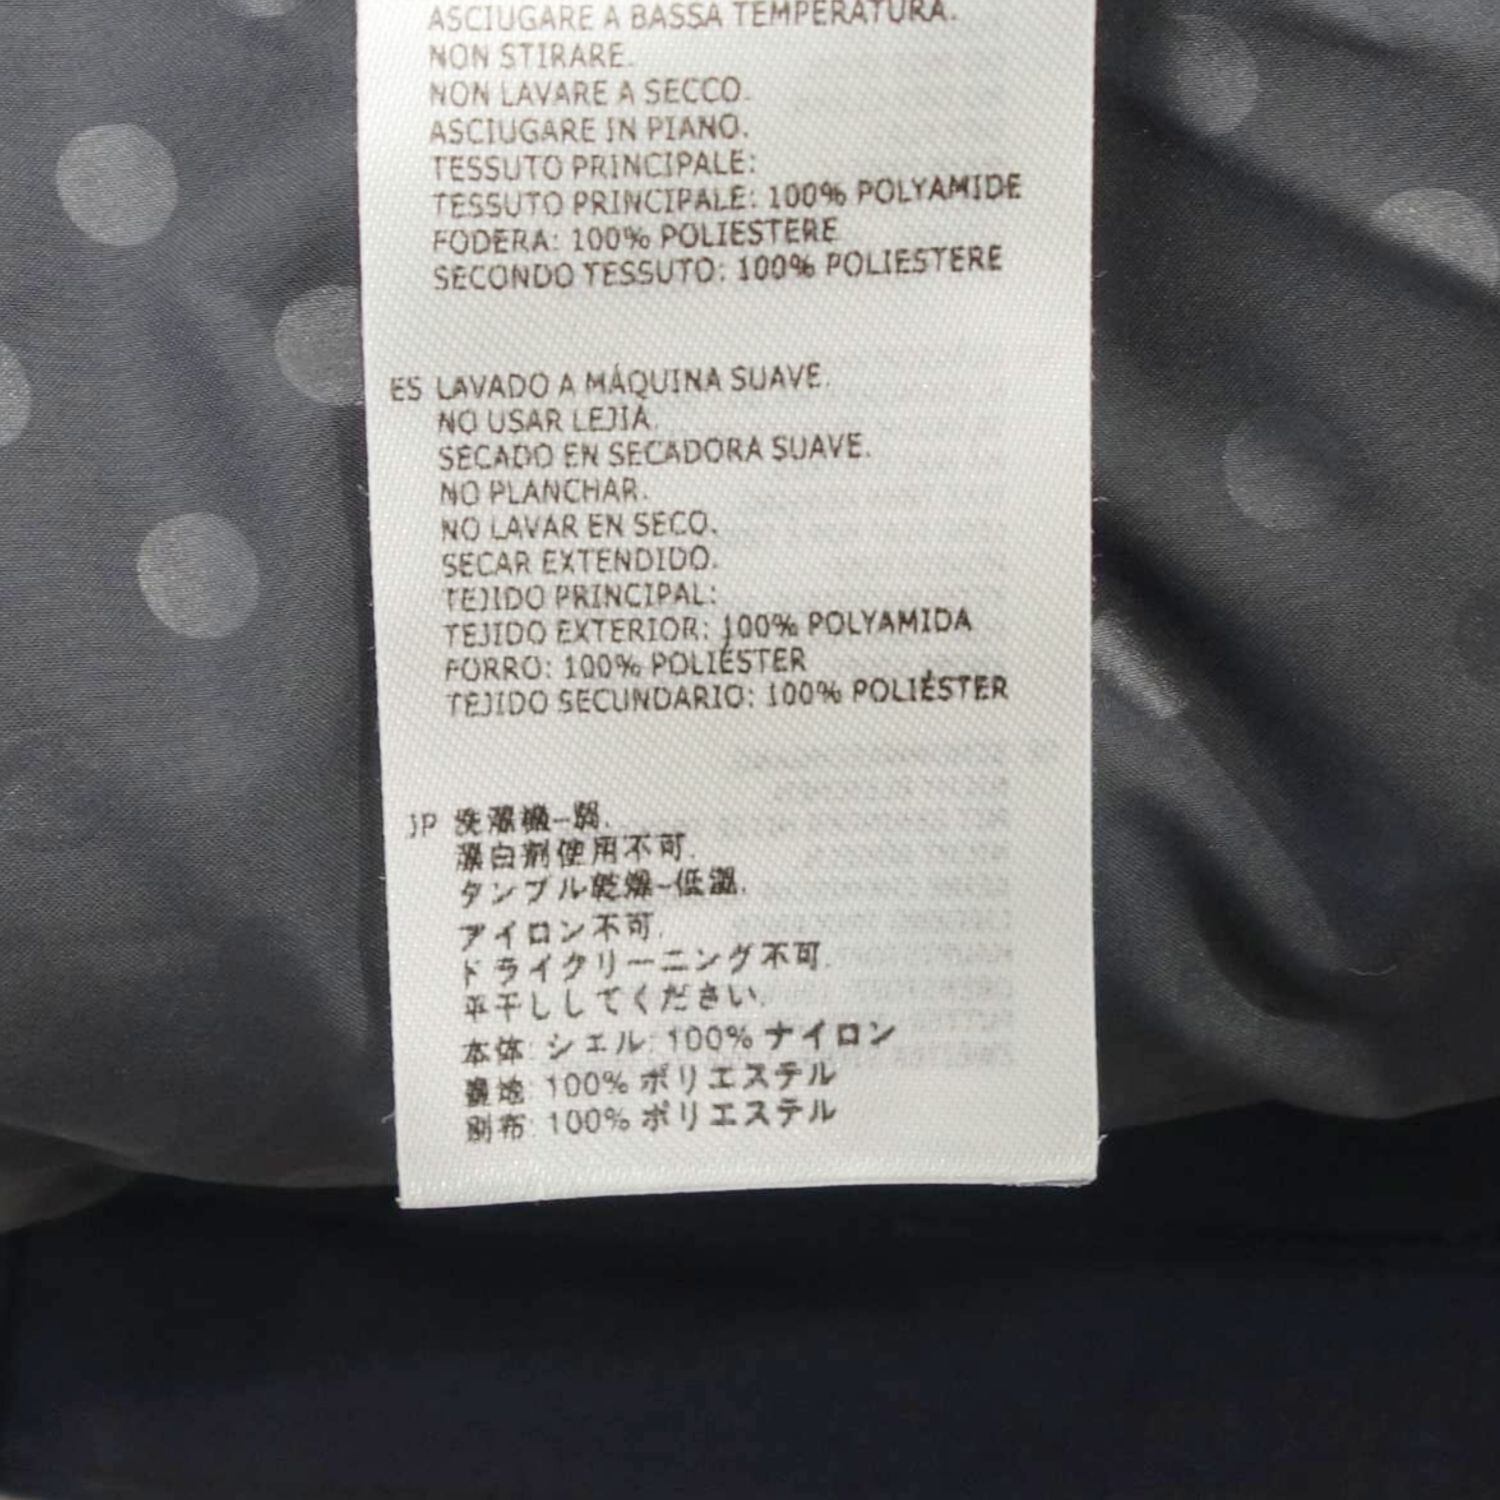 ASCIUGARE A BASSA TEMPERATURA.
NON STIRARE.
NON LAVARE A SECCO.
ASCIUGARE IN PIANO.
TESSUTO PRINCIPALE:
TESSUTO PRINCIPALE: 100% POLYAMIDE
FODERA: 100% POLIESTERE
SECONDO TESSUTO: 100% POLIESTERE
ES LAVADO A MÁQUINA SUAVE.
NO USAR LEJÍA.
SECADO EN SECADORA SUAVE.
NO PLANCHAR.
NO LAVAR EN SECO.
SECAR EXTENDIDO.
TEJIDO PRINCIPAL:
TEJIDO EXTERIOR: 100% POLYAMIDA
FORRO: 100% POLIÉSTER
TEJIDO SECUNDARIO: 100% POLIÉSTER
JP 洗濯機-弱.
漂白剤使用不可.
タンブル乾燥-低温.
アイロン不可.
ドライクリーニング不可.
平干ししてください.
本体: シェル: 100% ナイロン
裏地: 100% ポリエステル
別布: 100% ポリエステル